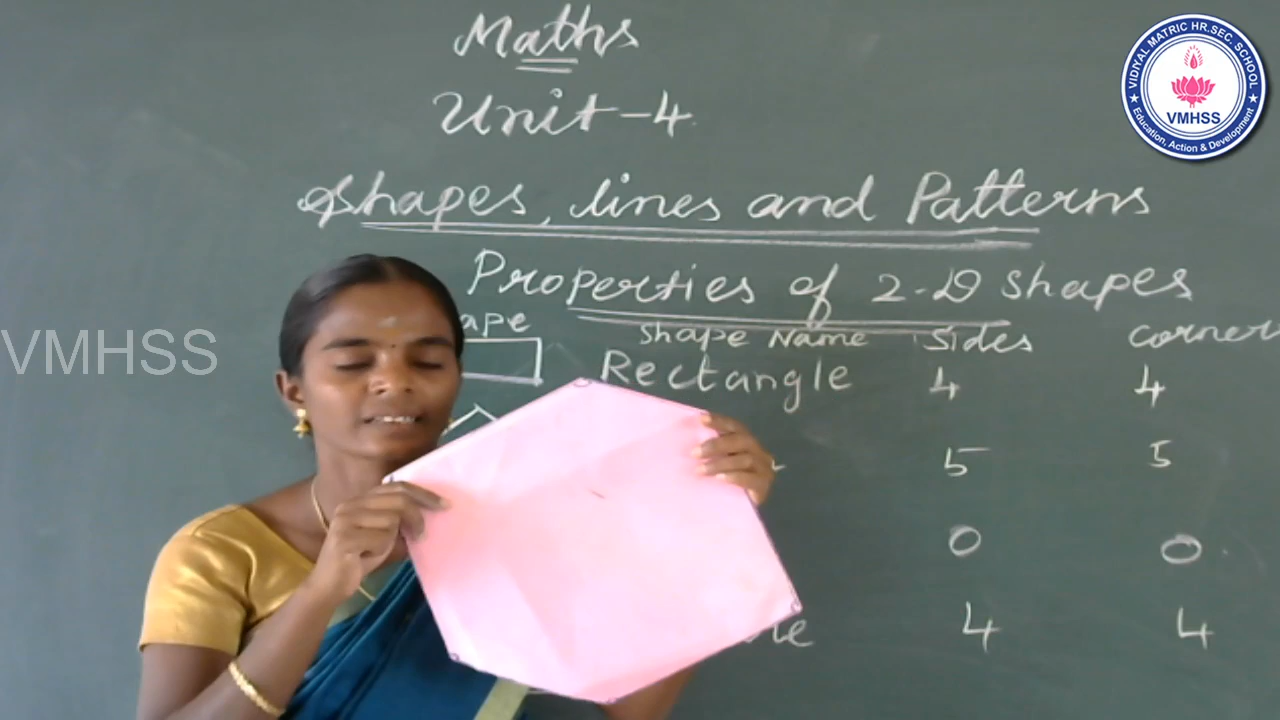 Maths
Unit-4
Shapes, lines and Patterns
Properties of 2-D shapes
Shape Name Sides Corner
Rectangle 4 4
5 5
0 0
4 4
VMHSS
VIDIYAL MATRIC HR.SEC. SCHOOL
VMHSS
Education, Action & Development